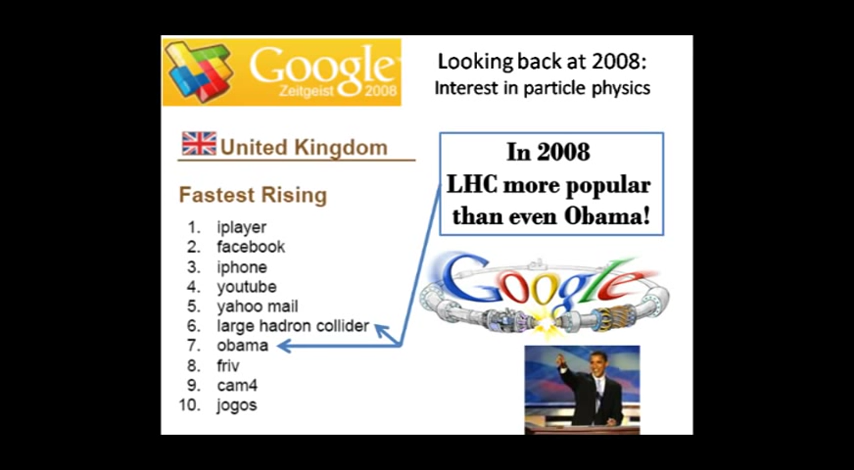 Google
Zeitgeist 2008
Looking back at 2008:
Interest in particle physics
United Kingdom
Fastest Rising
1. iplayer
2. facebook
3. iphone
4. youtube
5. yahoo mail
6. large hadron collider
7. obama
8. friv
9. cam4
10. jogos
In 2008
LHC more popular
than even Obama!
Google